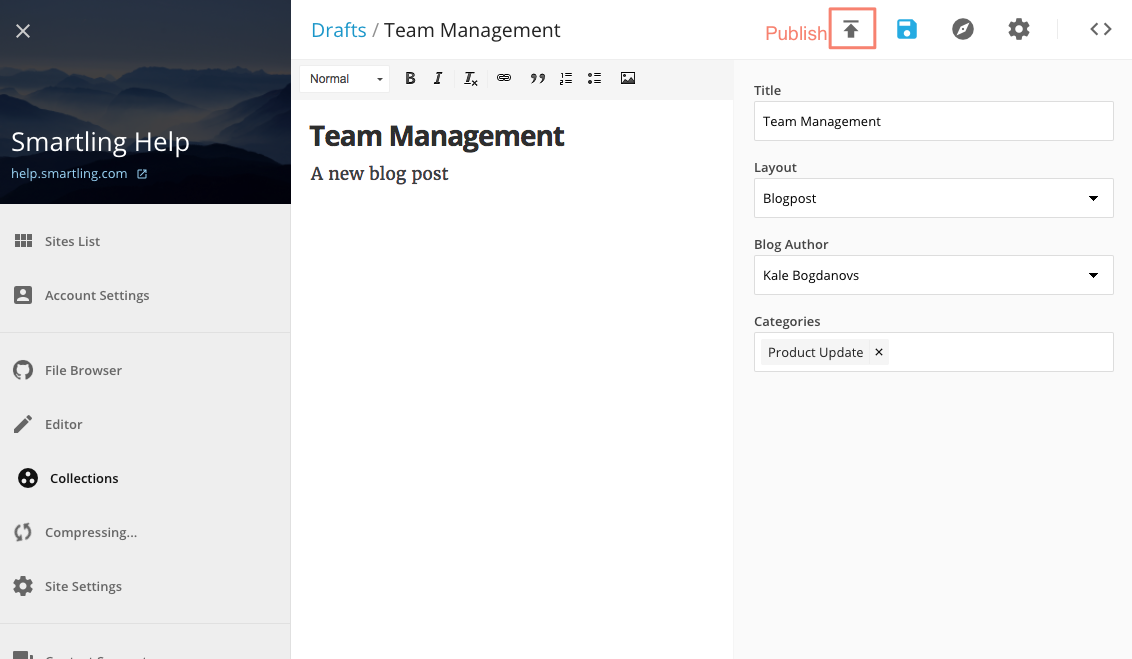 Smartling Help
help.smartling.com
Sites List
Account Settings
File Browser
Editor
Collections
Compressing...
Site Settings
Drafts / Team Management
Publish
Normal
Team Management
A new blog post
Title
Team Management
Layout
Blogpost
Blog Author
Kale Bogdanovs
Categories
Product Update